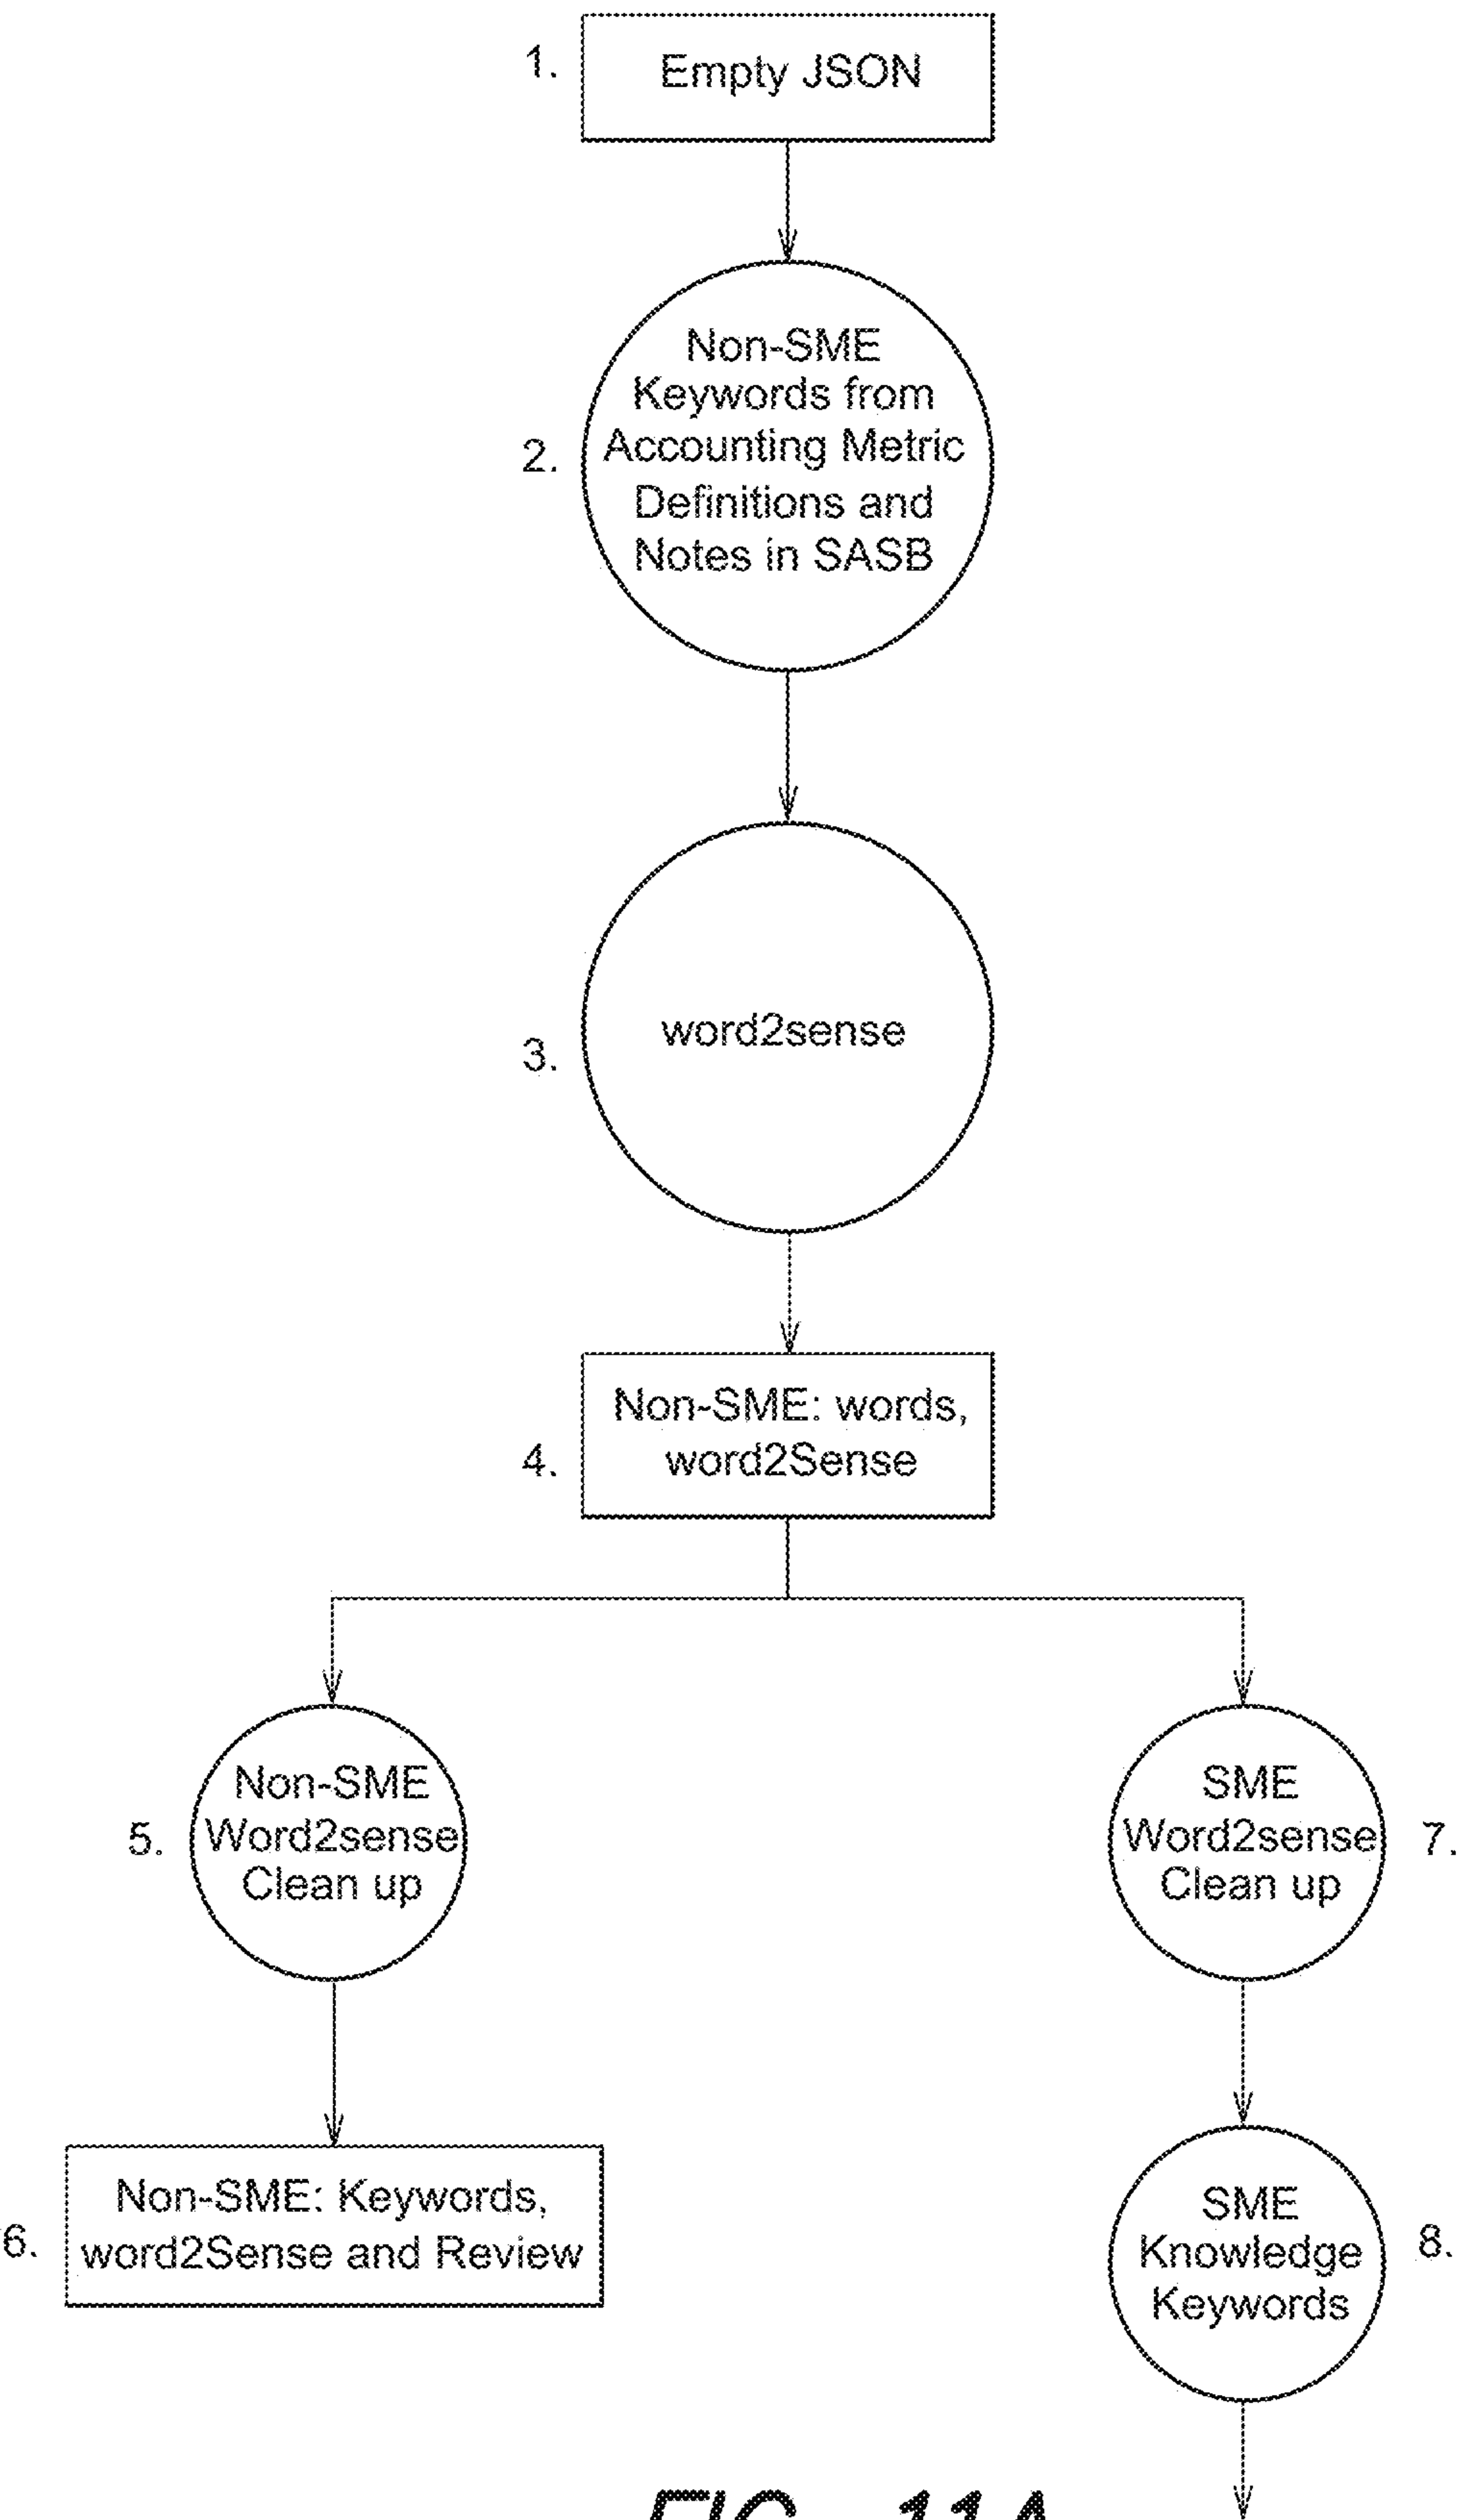 1.
Empty JSON
Non-SME
Keywords from
2.
Accounting Metric
Definitions and
Notes in SASB
3.
word2sense
4.
Non-SME: words,
word2Sense
5.
Non-SME
Word2sense
Clean up
SME
Word2sense
Clean up
7.
6.
Non-SME: Keywords,
word2Sense and Review
SME
Knowledge
Keywords
8.
FIG. 11A